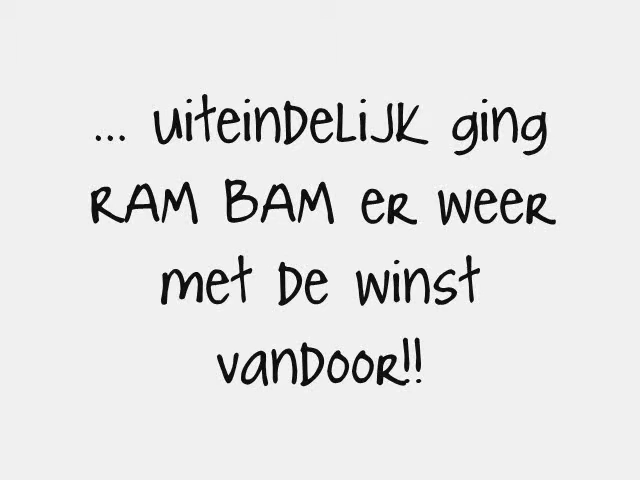 ... uiteindelijk ging
RAM BAM er weer
met de winst
vandoor!!